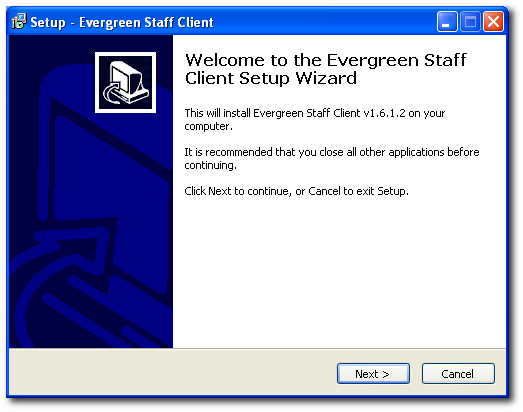 Setup - Evergreen Staff Client
Welcome to the Evergreen Staff
Client Setup Wizard
This will install Evergreen Staff Client v1.6.1.2 on your
computer.
It is recommended that you close all other applications before
continuing.
Click Next to continue, or Cancel to exit Setup.
Next >
Cancel